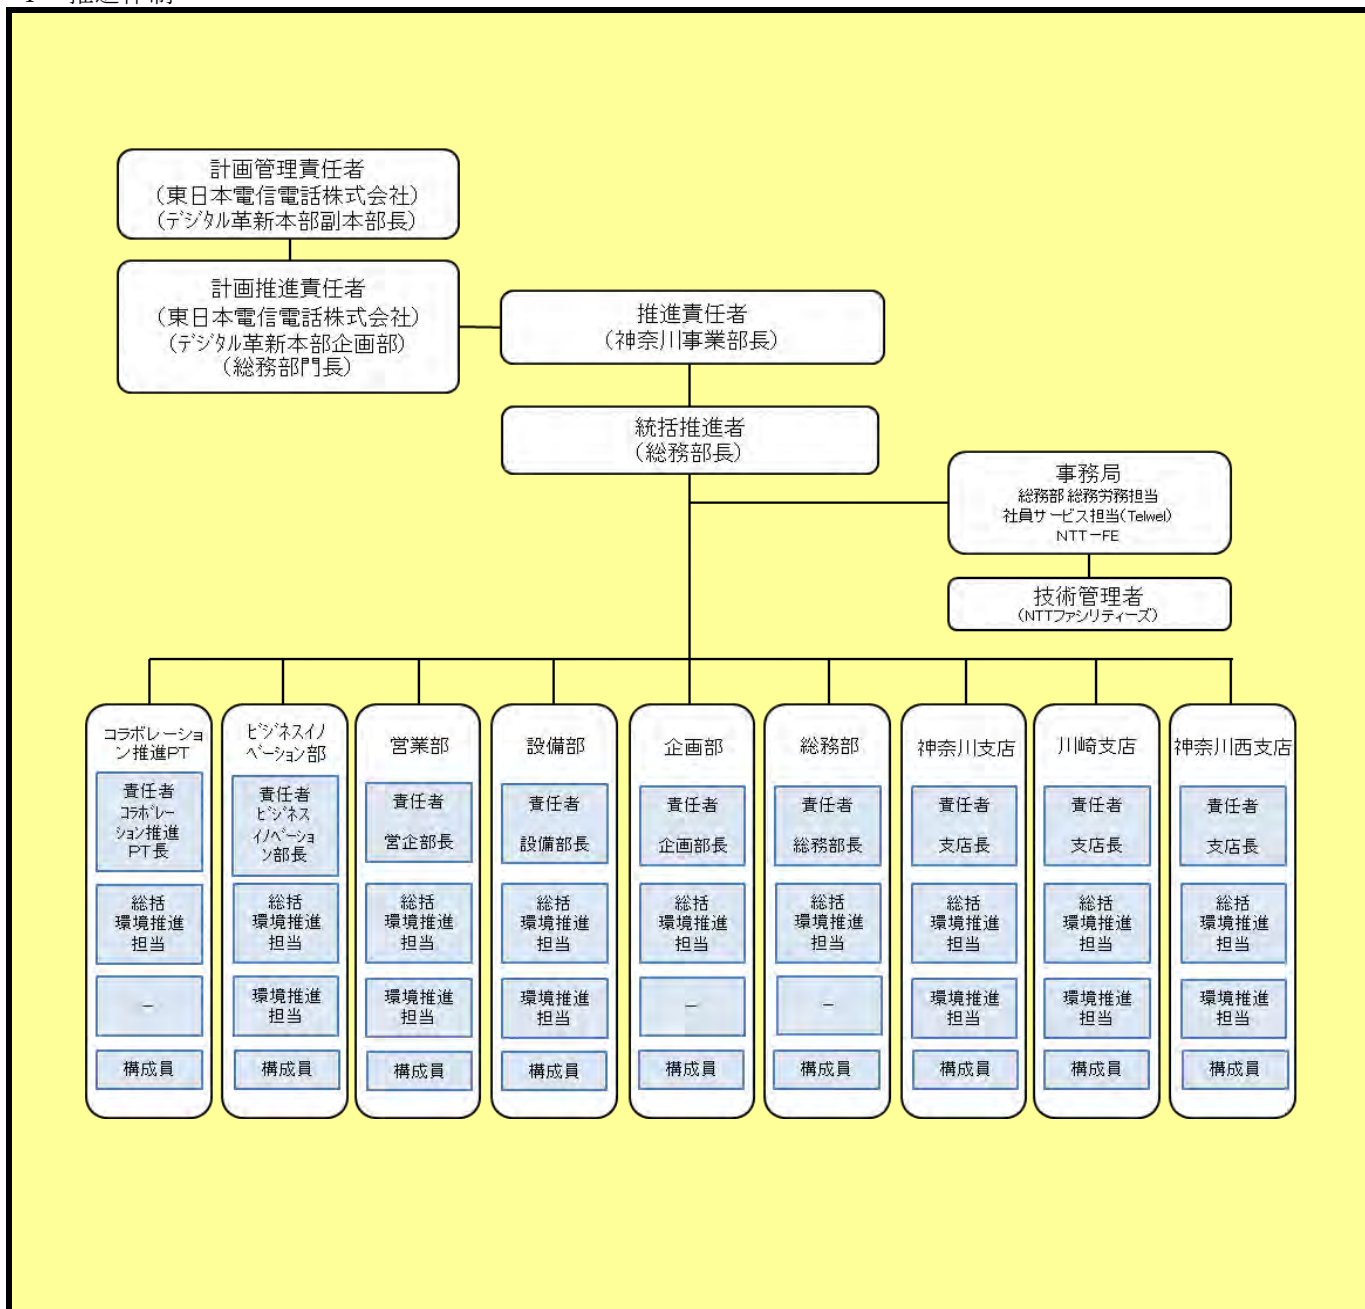 計画管理責任者
(東日本電信電話株式会社)
(デジタル革新本部副本部長)
計画推進責任者
(東日本電信電話株式会社)
(デジタル革新本部企画部)
(総務部門長)
推進責任者
(神奈川事業部長)
統括推進者
(総務部長)
事務局
総務部 総務労務担当
社員サービス担当(Telwel)
NTT－FE
技術管理者
(NTTファシリティーズ)
コラボレーショ
ン推進PT
責任者
コラボレー
ション推進
PT長
総括
環境推進
担当
－
構成員
ビジネスイノ
ベーション部
責任者
ビジネス
イノベーショ
ン部長
総括
環境推進
担当
環境推進
担当
構成員
営業部
責任者
営企部長
総括
環境推進
担当
環境推進
担当
構成員
設備部
責任者
設備部長
総括
環境推進
担当
環境推進
担当
構成員
企画部
責任者
企画部長
総括
環境推進
担当
－
構成員
総務部
責任者
総務部長
総括
環境推進
担当
－
構成員
神奈川支店
責任者
支店長
総括
環境推進
担当
環境推進
担当
構成員
川崎支店
責任者
支店長
総括
環境推進
担当
環境推進
担当
構成員
神奈川西支店
責任者
支店長
総括
環境推進
担当
環境推進
担当
構成員